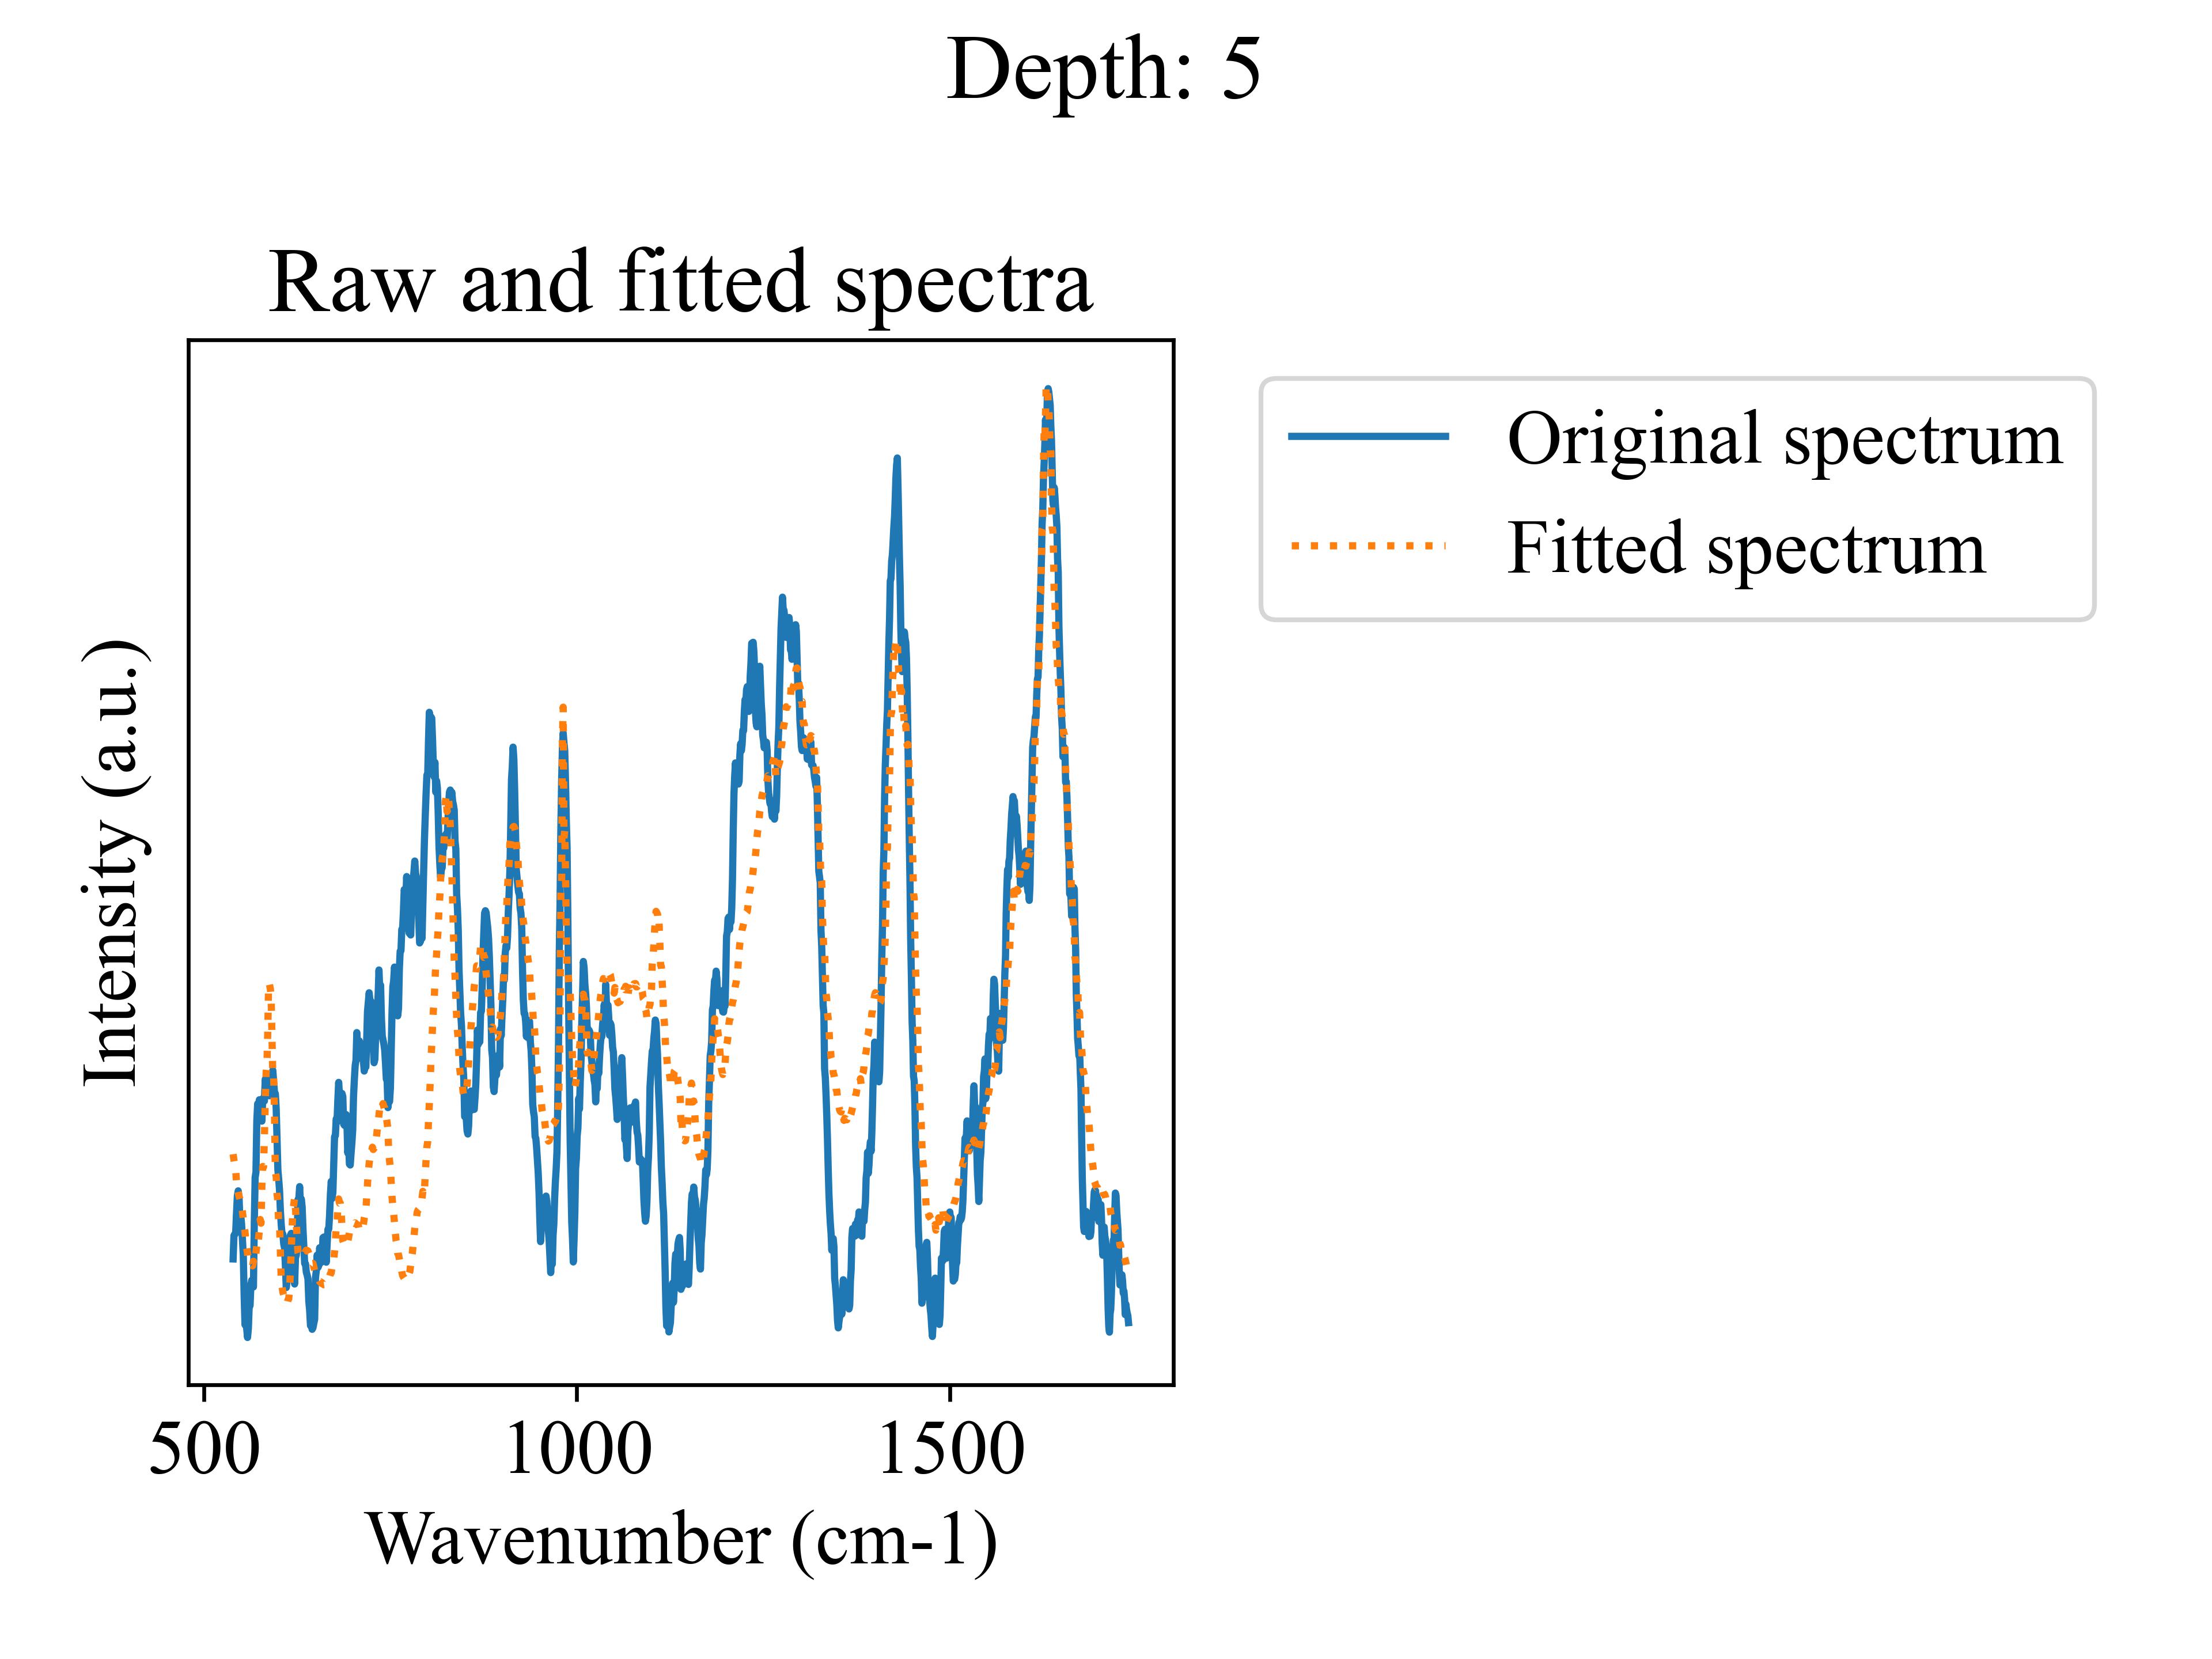 Depth: 5
Raw and fitted spectra
Original spectrum
Fitted spectrum
Intensity (a.u.)
500 1000 1500
Wavenumber (cm-1)